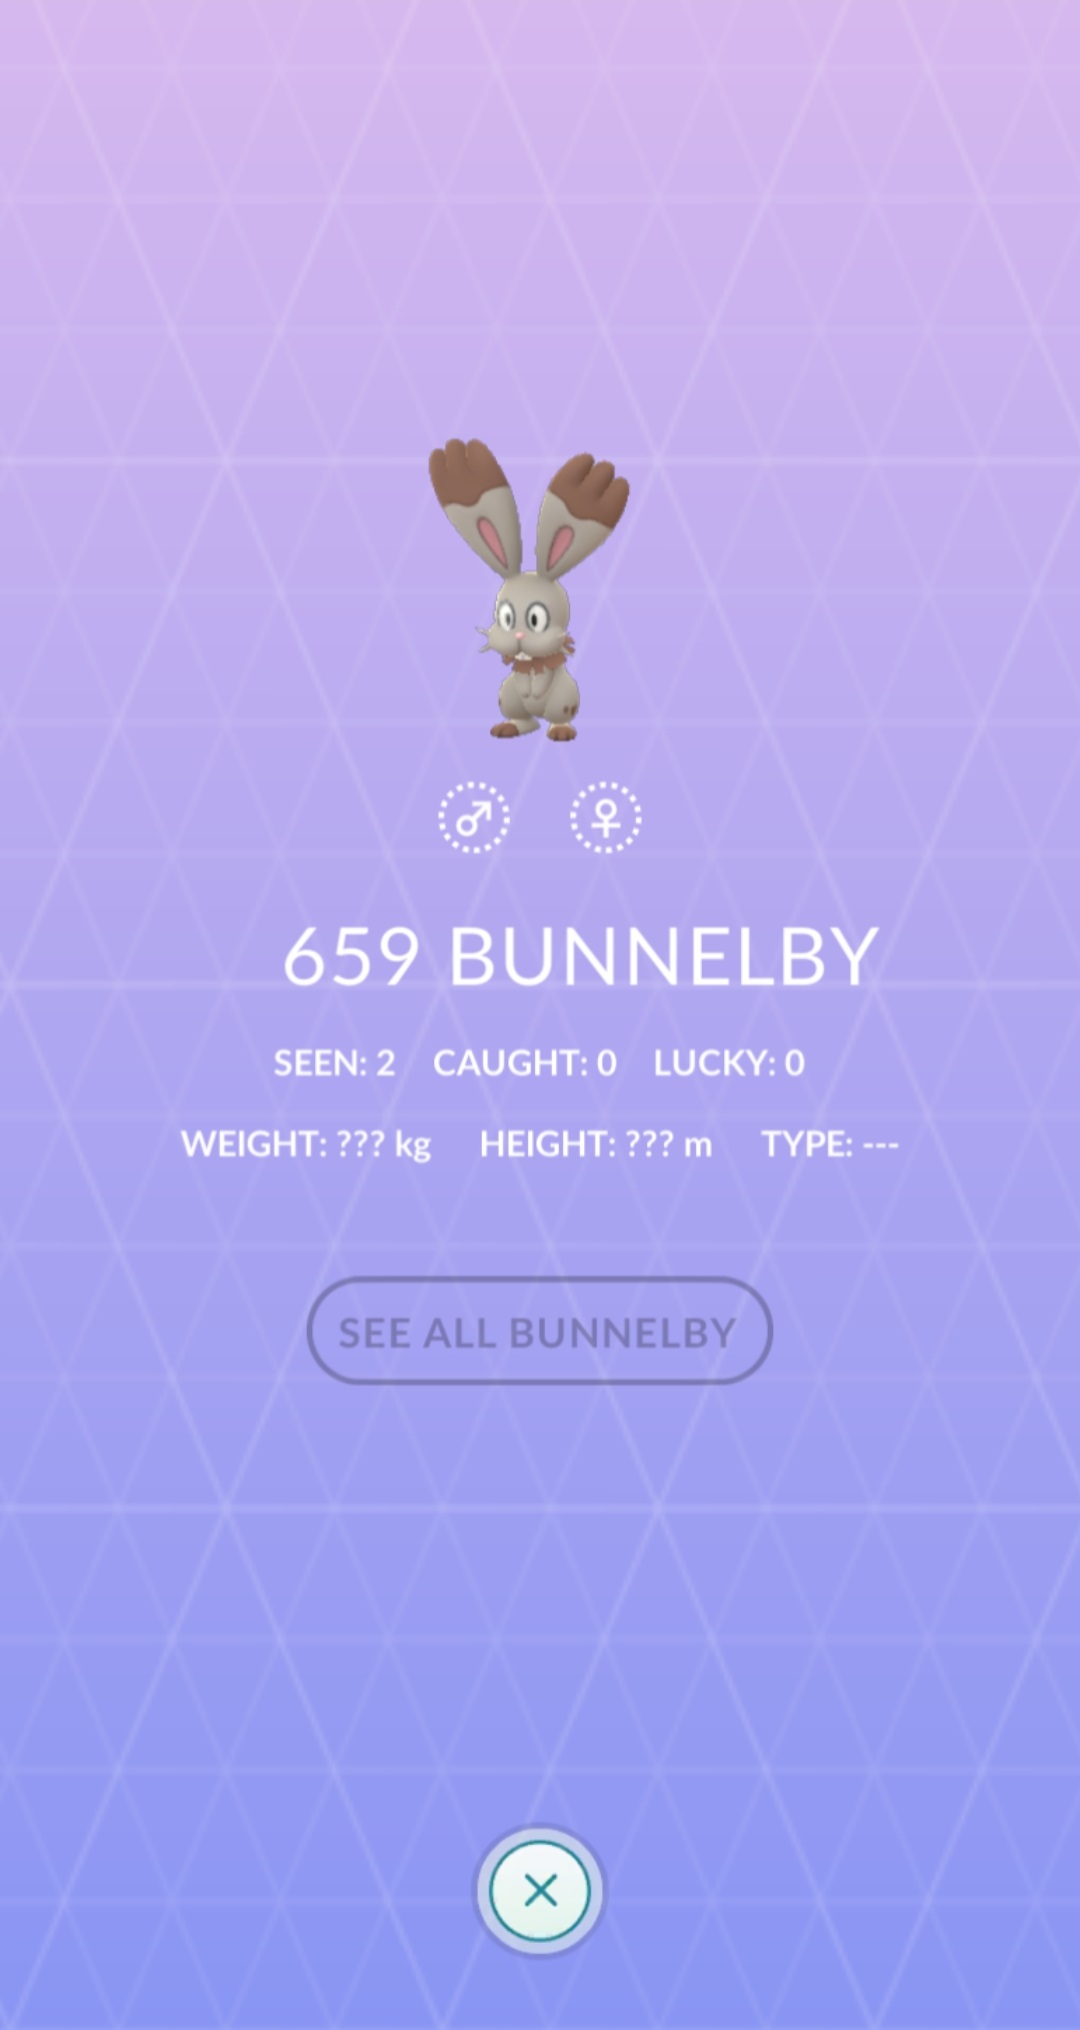 659 BUNNELBY
SEEN: 2 CAUGHT: 0 LUCKY: 0
WEIGHT: ??? kg HEIGHT: ??? m TYPE: ---
SEE ALL BUNNELBY